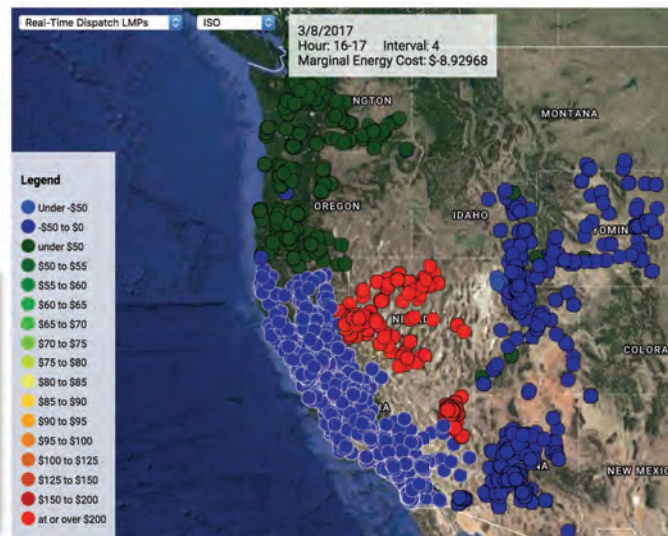 Real-Time Dispatch LMPs
ISO
3/8/2017
Hour: 16-17 Interval: 4
Marginal Energy Cost: $-8.92968
NGTON
MONTANA
OREGON
IDAHO
NE
COLORA
NEW MEXIC
Legend
Under -$50
-$50 to $0
under $50
$50 to $55
$55 to $60
$60 to $65
$65 to $70
$70 to $75
$75 to $80
$80 to $85
$85 to $90
$90 to $95
$95 to $100
$100 to $125
$125 to $150
$150 to $200
at or over $200